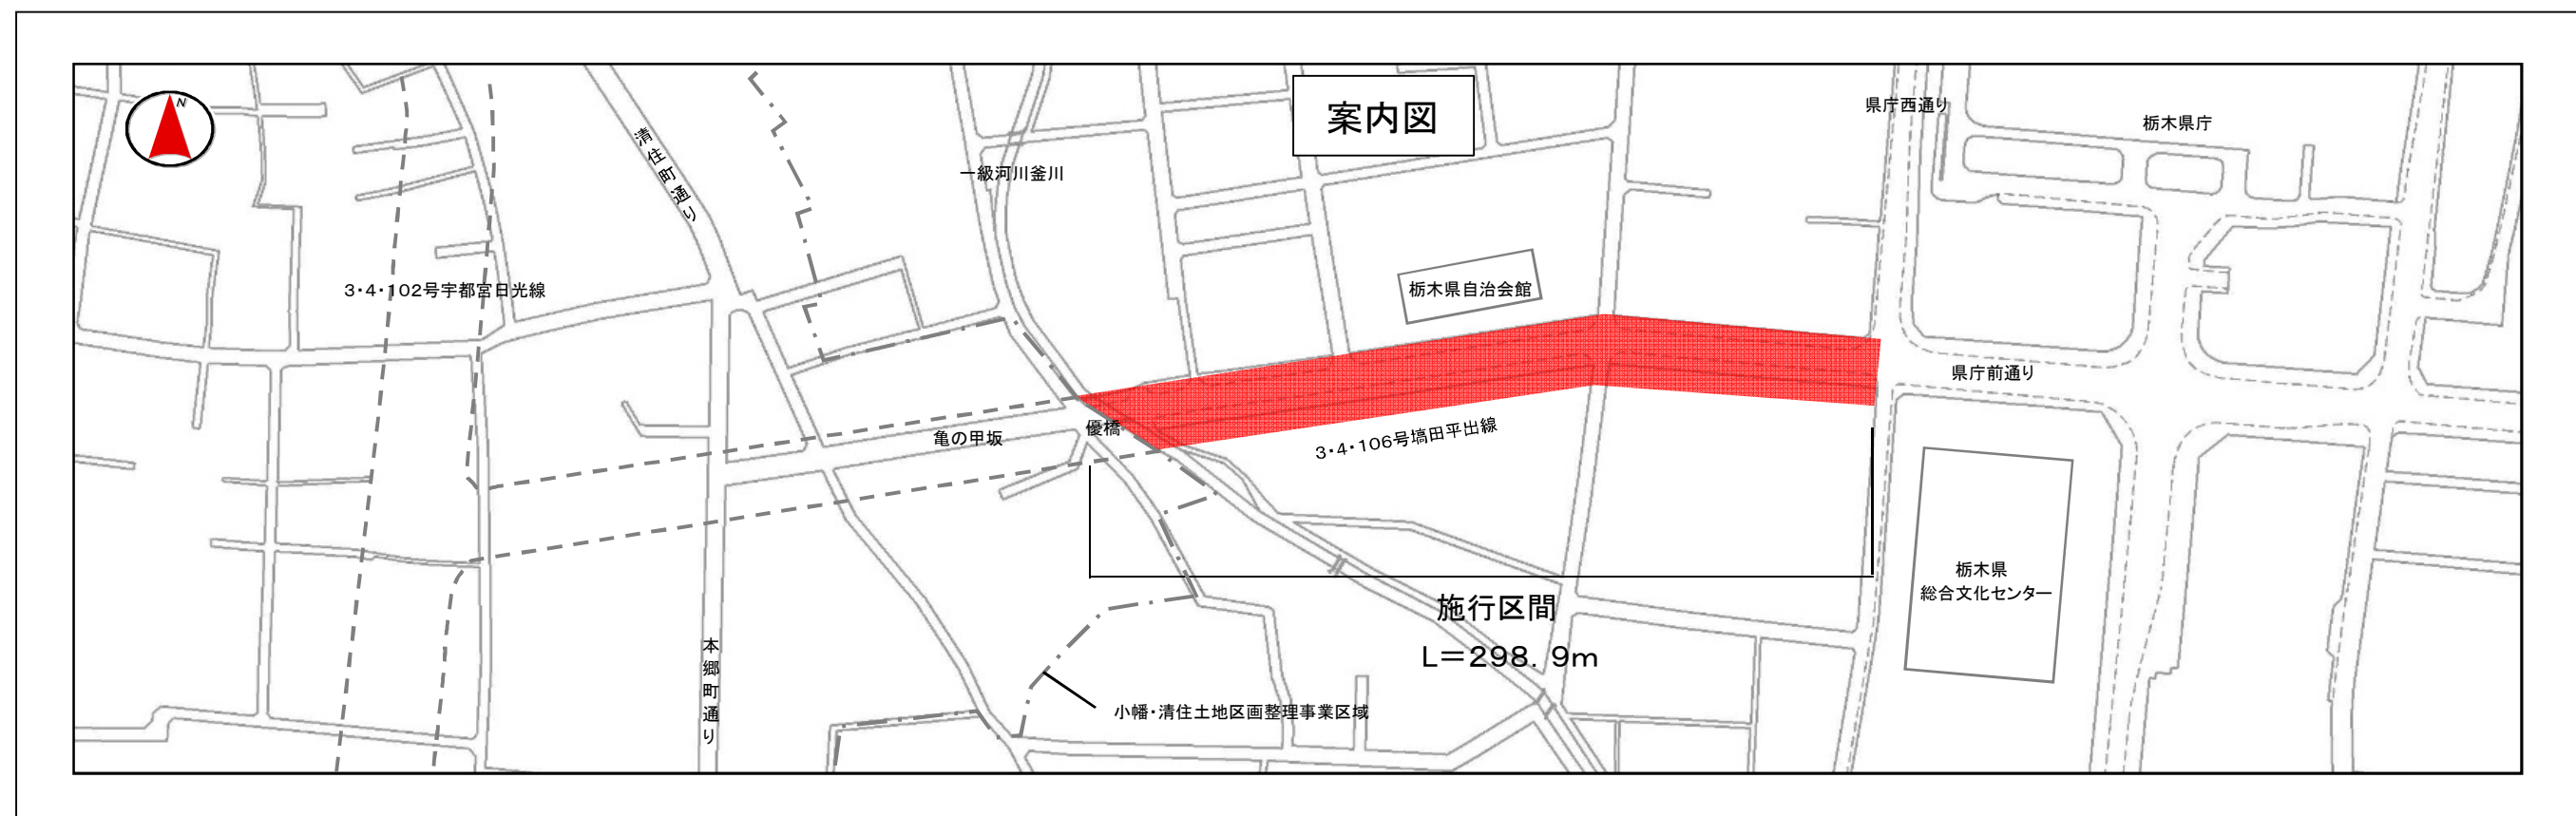 N
案内図
県庁西通り
栃木県庁
清住町通り
一級河川釜川
3・4・102号宇都宮日光線
栃木県自治会館
県庁前通り
亀の甲坂
優橋
3・4・106号塙田平出線
栃木県
総合文化センター
施行区間
L=298.9m
本郷町通り
小幡・清住土地区画整理事業区域